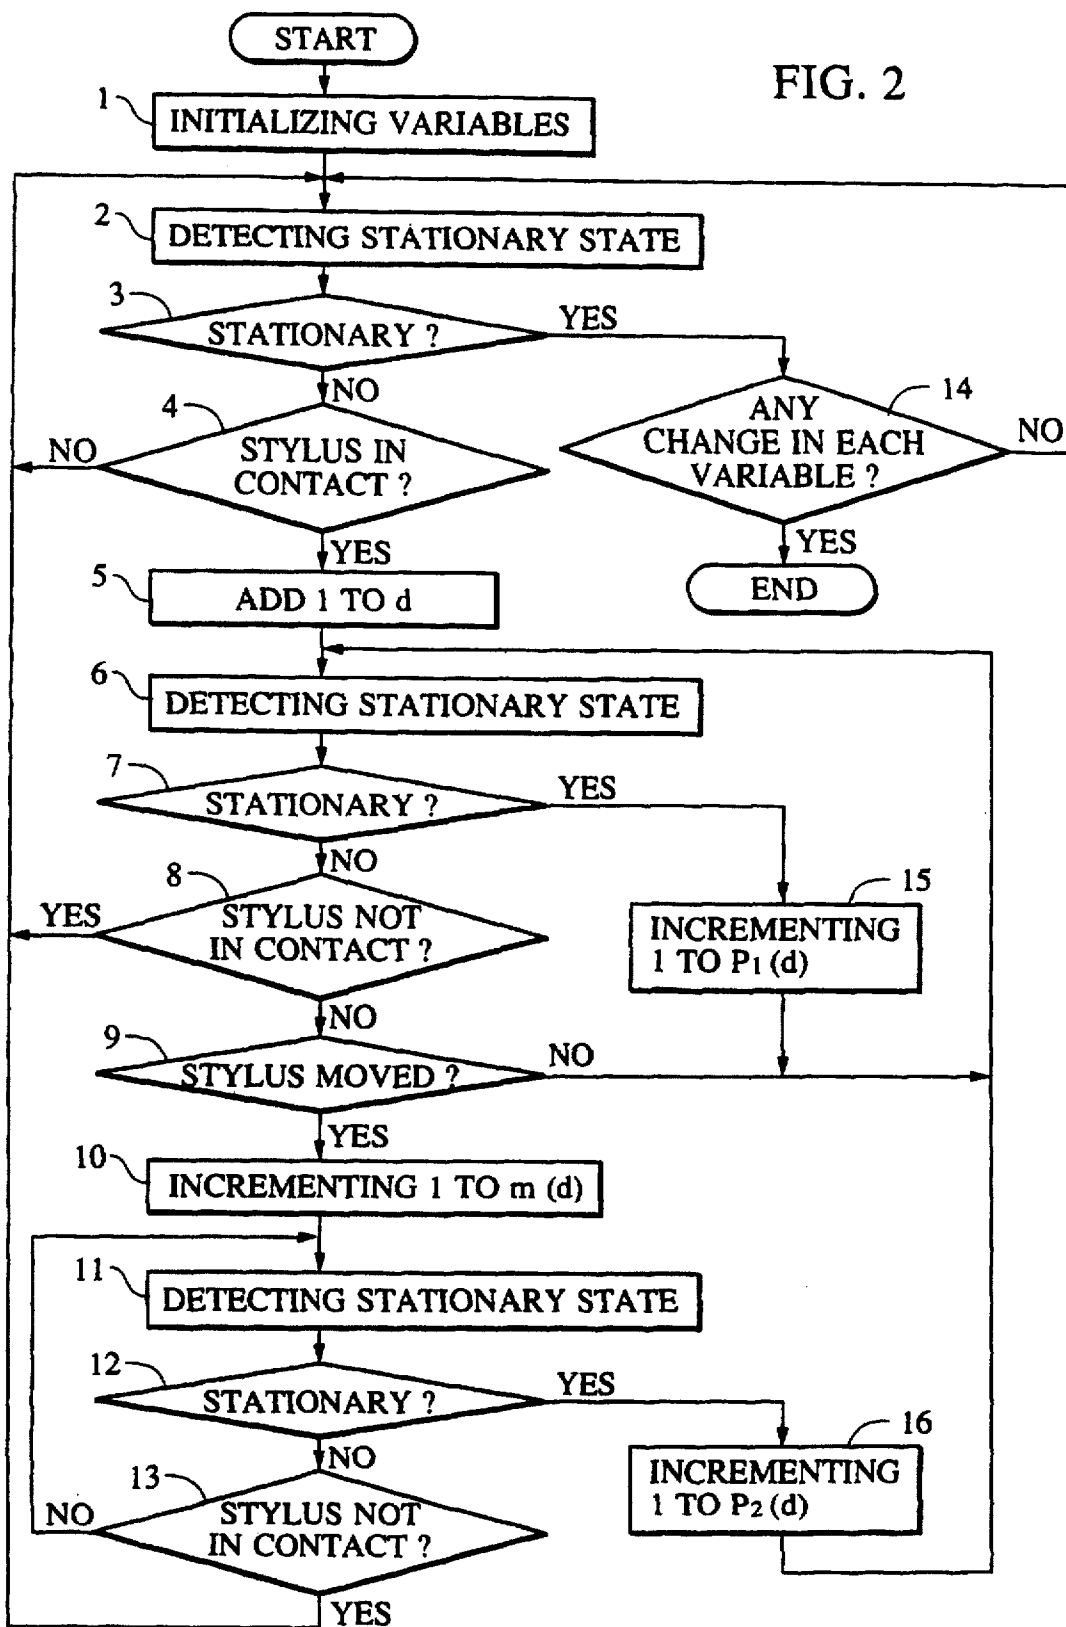 START
FIG. 2
1
INITIALIZING VARIABLES
2
DETECTING STATIONARY STATE
3
STATIONARY ?
YES
NO
4
STYLUS IN
CONTACT ?
NO
YES
14
ANY
CHANGE IN EACH
VARIABLE ?
NO
YES
END
5
ADD 1 TO d
6
DETECTING STATIONARY STATE
7
STATIONARY ?
YES
NO
8
STYLUS NOT
IN CONTACT ?
YES
NO
15
INCREMENTING
1 TO P1 (d)
9
STYLUS MOVED ?
NO
YES
10
INCREMENTING 1 TO m (d)
11
DETECTING STATIONARY STATE
12
STATIONARY ?
YES
NO
16
INCREMENTING
1 TO P2 (d)
13
STYLUS NOT
IN CONTACT ?
NO
YES